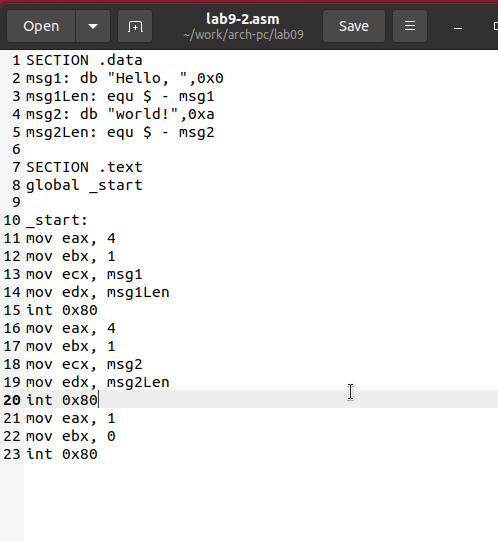 Open lab9-2.asm Save
~/work/arch-pc/lab09
1 SECTION .data
2 msg1: db "Hello, ",0x0
3 msg1Len: equ $ - msg1
4 msg2: db "world!",0xa
5 msg2Len: equ $ - msg2
6
7 SECTION .text
8 global _start
9
10 _start:
11 mov eax, 4
12 mov ebx, 1
13 mov ecx, msg1
14 mov edx, msg1Len
15 int 0x80
16 mov eax, 4
17 mov ebx, 1
18 mov ecx, msg2
19 mov edx, msg2Len
20 int 0x80
21 mov eax, 1
22 mov ebx, 0
23 int 0x80